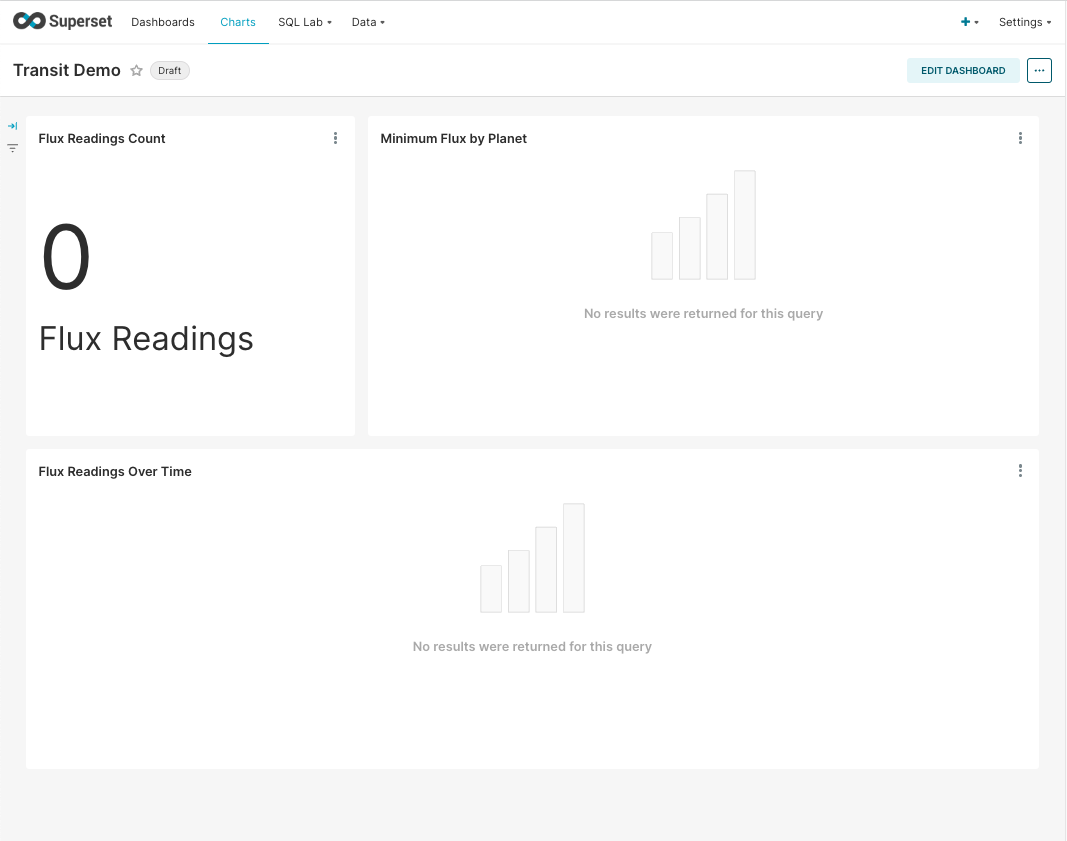 Superset Dashboards Charts SQL Lab Data + Settings
Transit Demo Draft EDIT DASHBOARD ...
Flux Readings Count
0
Flux Readings
Minimum Flux by Planet
No results were returned for this query
Flux Readings Over Time
No results were returned for this query